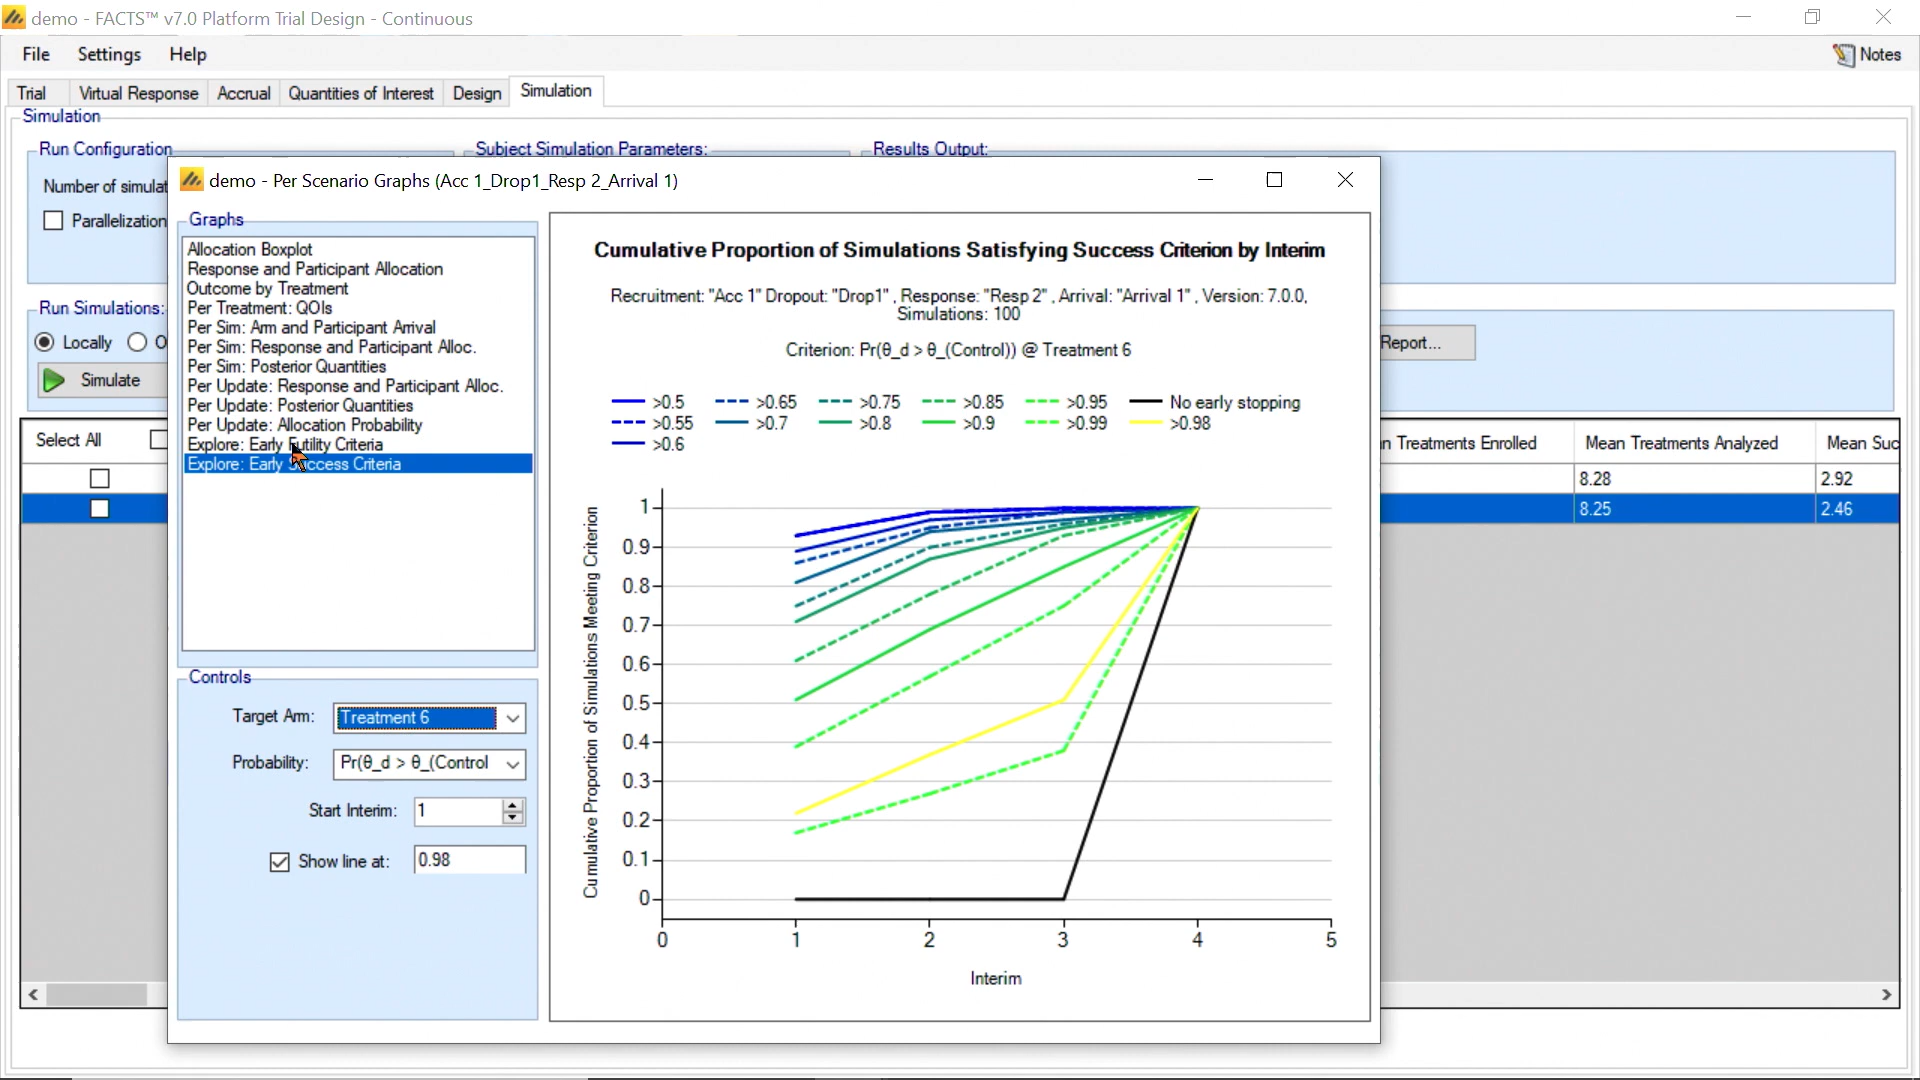 demo - FACTS™ v7.0 Platform Trial Design - Continuous
File Settings Help
Notes
Trial Virtual Response Accrual Quantities of Interest Design Simulation
Simulation
Run Configuration Subject Simulation Parameters: Results Output:
Number of simulat
Parallelization
Run Simulations:
Locally O
Simulate
Report...
Select All
n Treatments Enrolled Mean Treatments Analyzed Mean Suc
8.28 2.92
8.25 2.46
demo - Per Scenario Graphs (Acc 1_Drop1_Resp 2_Arrival 1)
Graphs
Allocation Boxplot
Response and Participant Allocation
Outcome by Treatment
Per Treatment: QOIs
Per Sim: Arm and Participant Arrival
Per Sim: Response and Participant Alloc.
Per Sim: Posterior Quantities
Per Update: Response and Participant Alloc.
Per Update: Posterior Quantities
Per Update: Allocation Probability
Explore: Early Futility Criteria
Explore: Early Success Criteria
Controls
Target Arm: Treatment 6
Probability: Pr(θ_d > θ_(Control
Start Interim: 1
Show line at: 0.98
Cumulative Proportion of Simulations Satisfying Success Criterion by Interim
Recruitment: "Acc 1" Dropout: "Drop1" , Response: "Resp 2" , Arrival: "Arrival 1" , Version: 7.0.0,
Simulations: 100
Criterion: Pr(θ_d > θ_(Control)) @ Treatment 6
>0.5 >0.65 >0.75 >0.85 >0.95 No early stopping
>0.55 >0.7 >0.8 >0.9 >0.99 >0.98
>0.6
Cumulative Proportion of Simulations Meeting Criterion
1
0.9
0.8
0.7
0.6
0.5
0.4
0.3
0.2
0.1
0
0 1 2 3 4 5
Interim